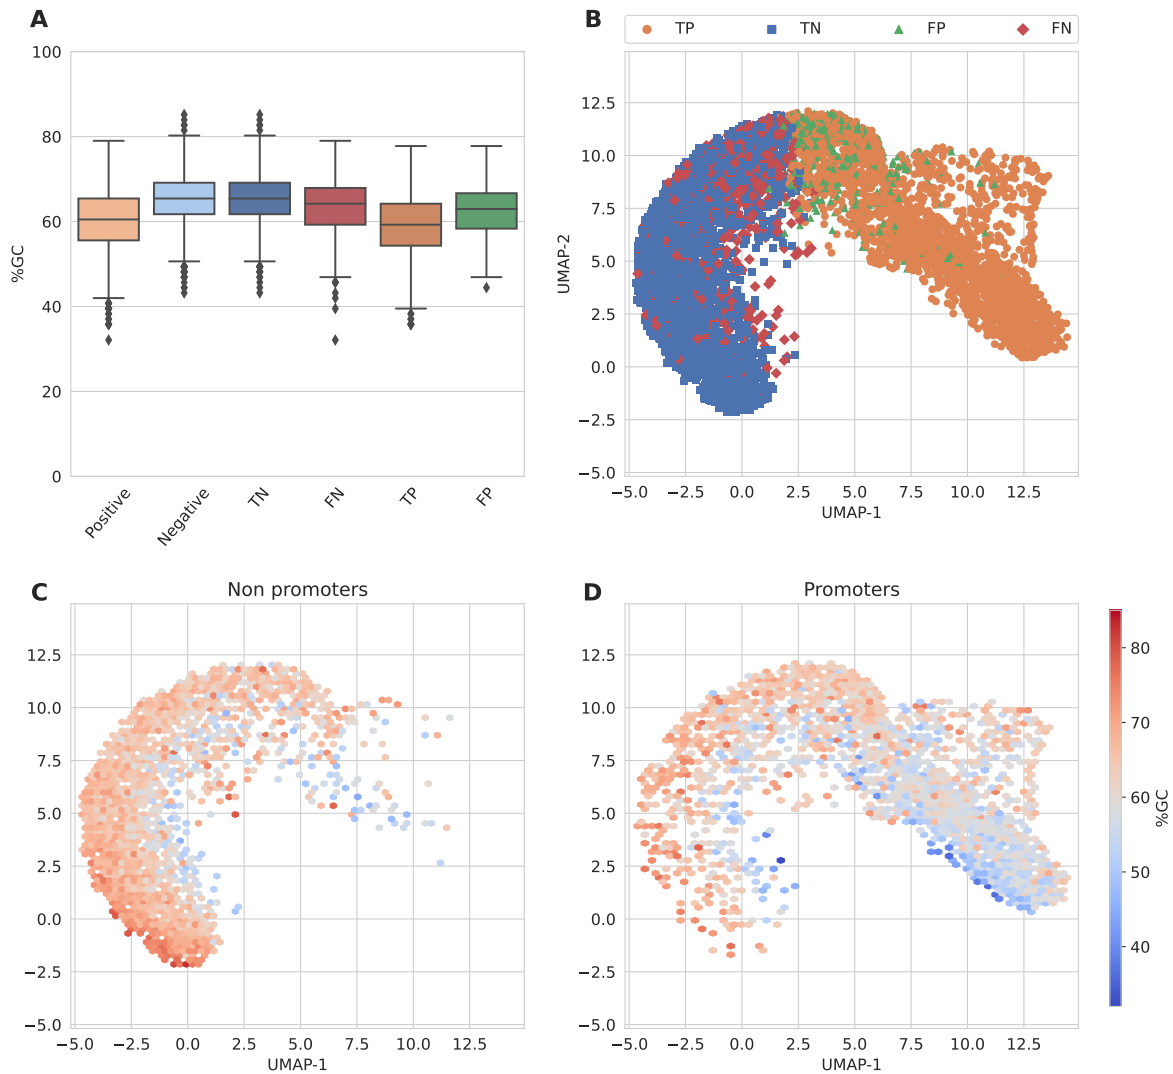 A
100
80
60
40
20
0
%GC
Positive
Negative
TN
FN
TP
FP
B
TP TN FP FN
12.5
10.0
7.5
5.0
2.5
0.0
−2.5
−5.0
UMAP-2
−5.0 −2.5 0.0 2.5 5.0 7.5 10.0 12.5
UMAP-1
C
Non promoters
12.5
10.0
7.5
5.0
2.5
0.0
−2.5
−5.0
−5.0 −2.5 0.0 2.5 5.0 7.5 10.0 12.5
UMAP-1
D
Promoters
12.5
10.0
7.5
5.0
2.5
0.0
−2.5
−5.0
−5.0 −2.5 0.0 2.5 5.0 7.5 10.0 12.5
UMAP-1
80
70
60
50
40
%GC